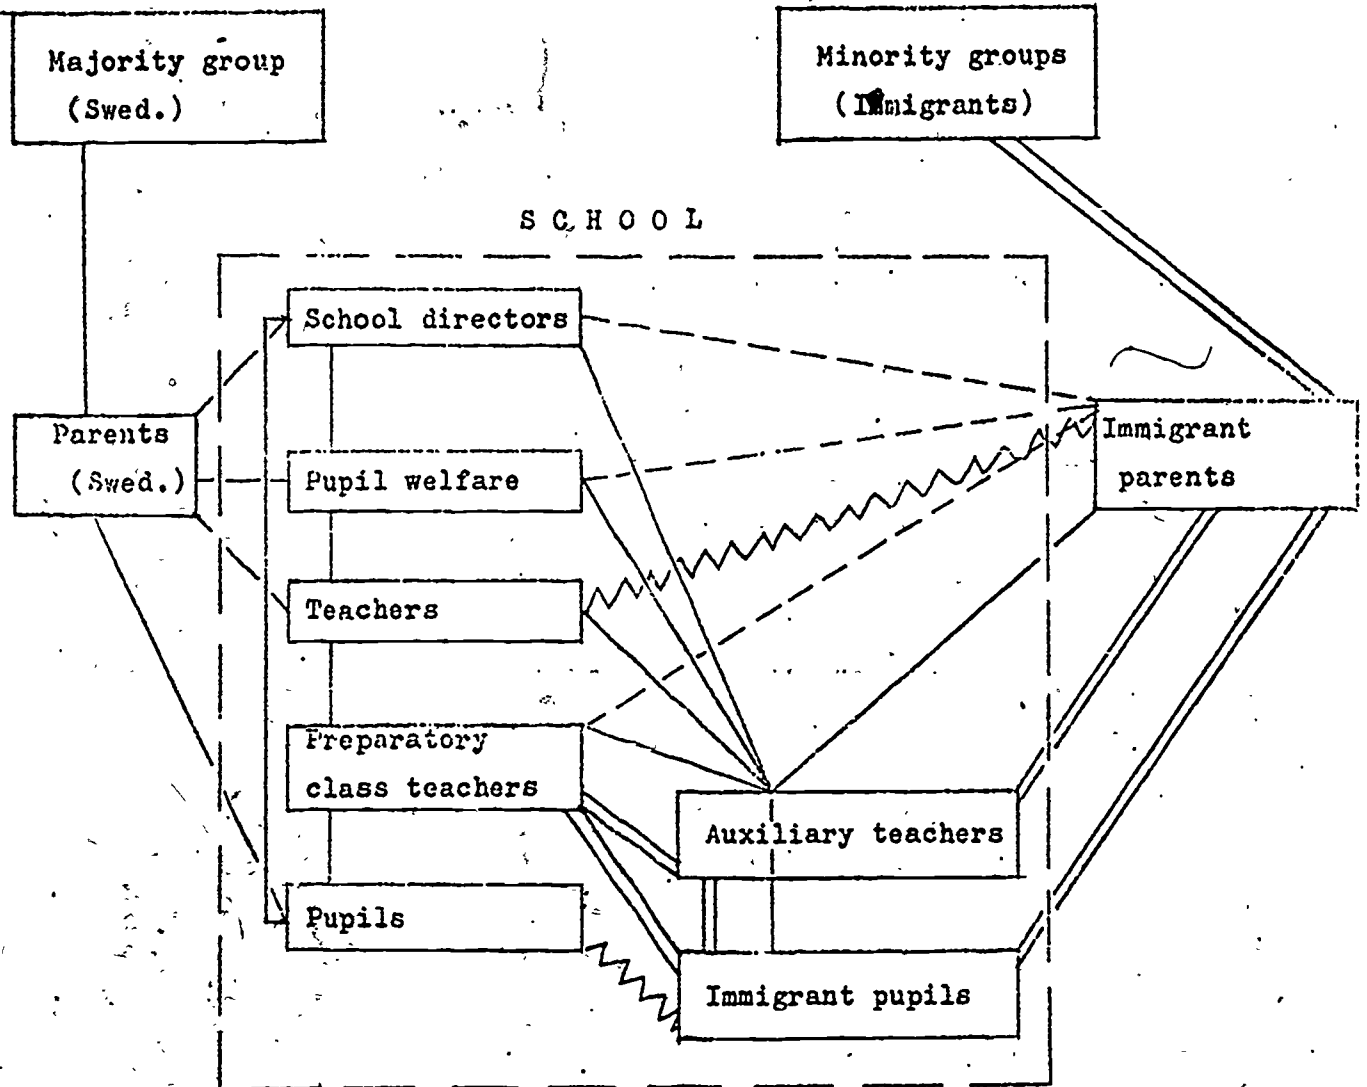 Majority group
(Swed.)
Minority groups
(Immigrants)
SCHOOL
School directors
Parents
(Swed.)
Pupil welfare
Immigrant
parents
Teachers
Preparatory
class teachers
Auxiliary teachers
Pupils
Immigrant pupils